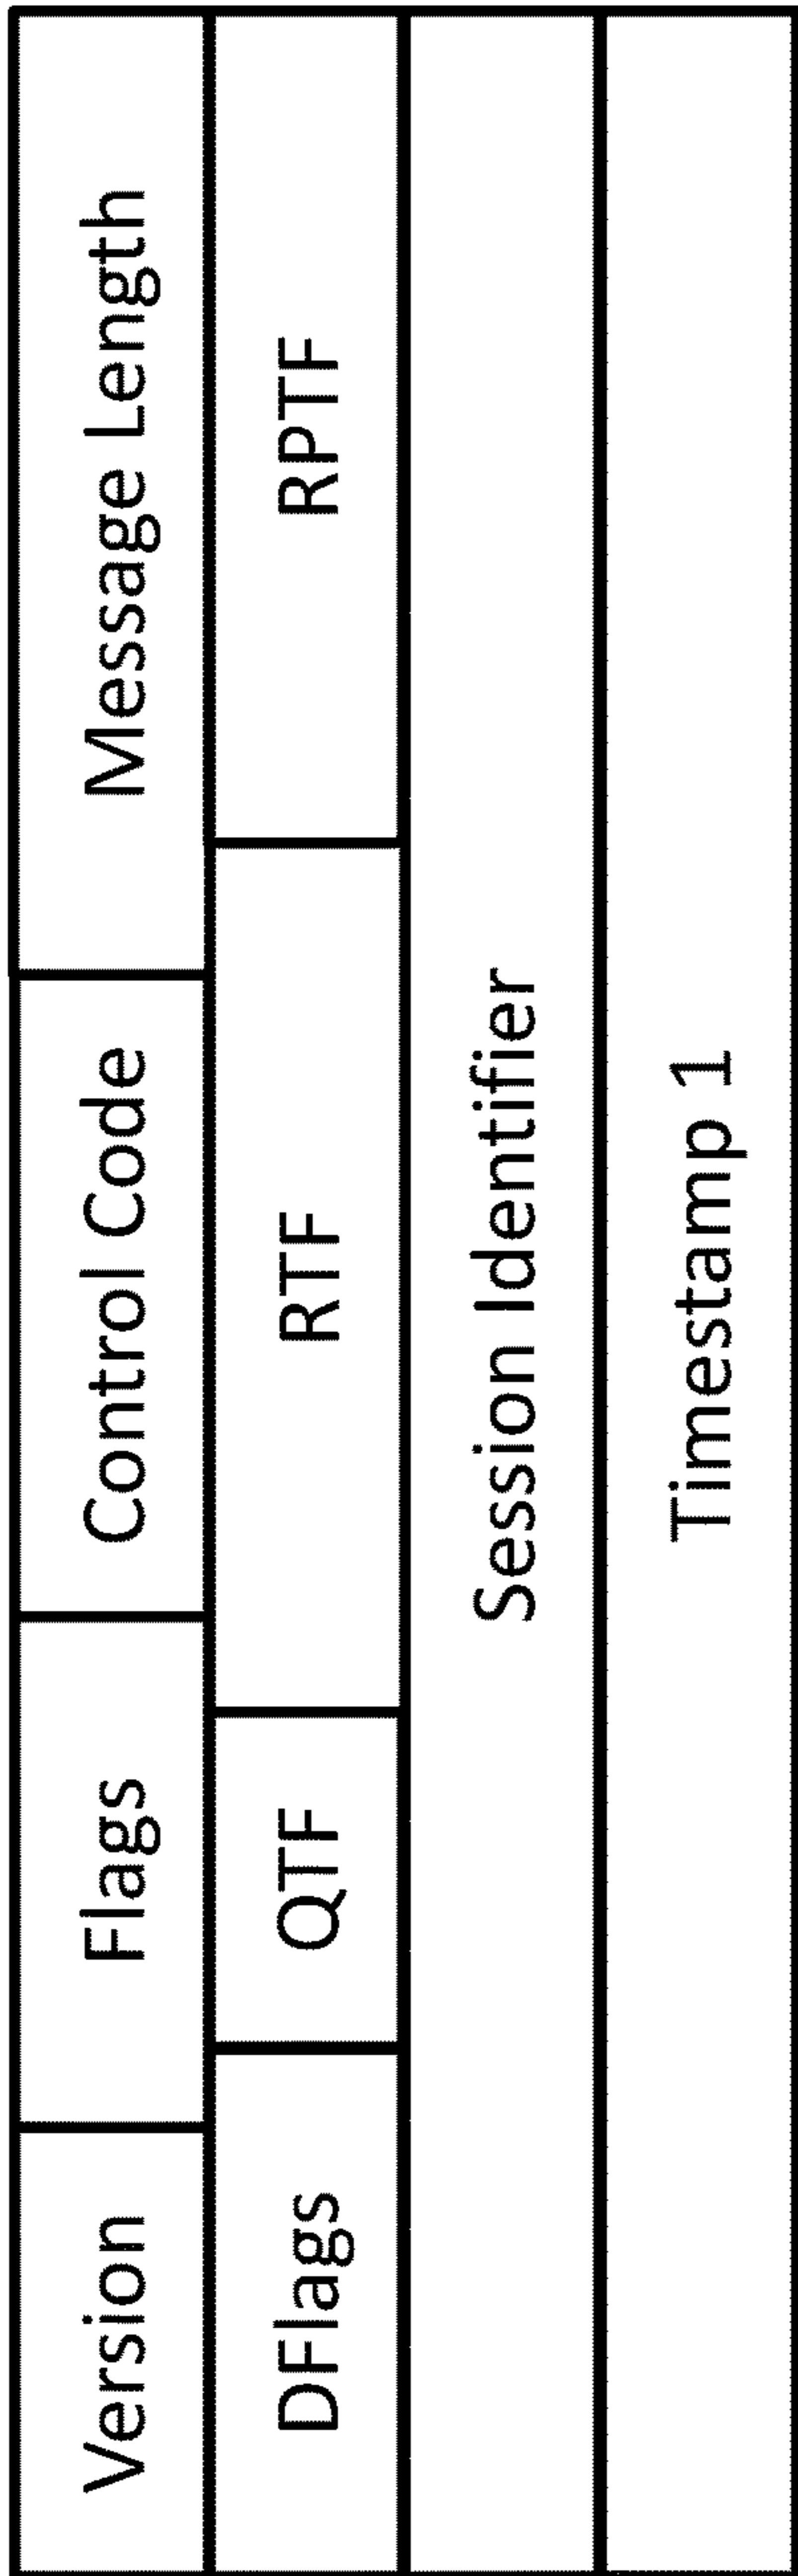 Version Flags Control Code Message Length
DFlags QTF RTF RPTF
Session Identifier
Timestamp 1